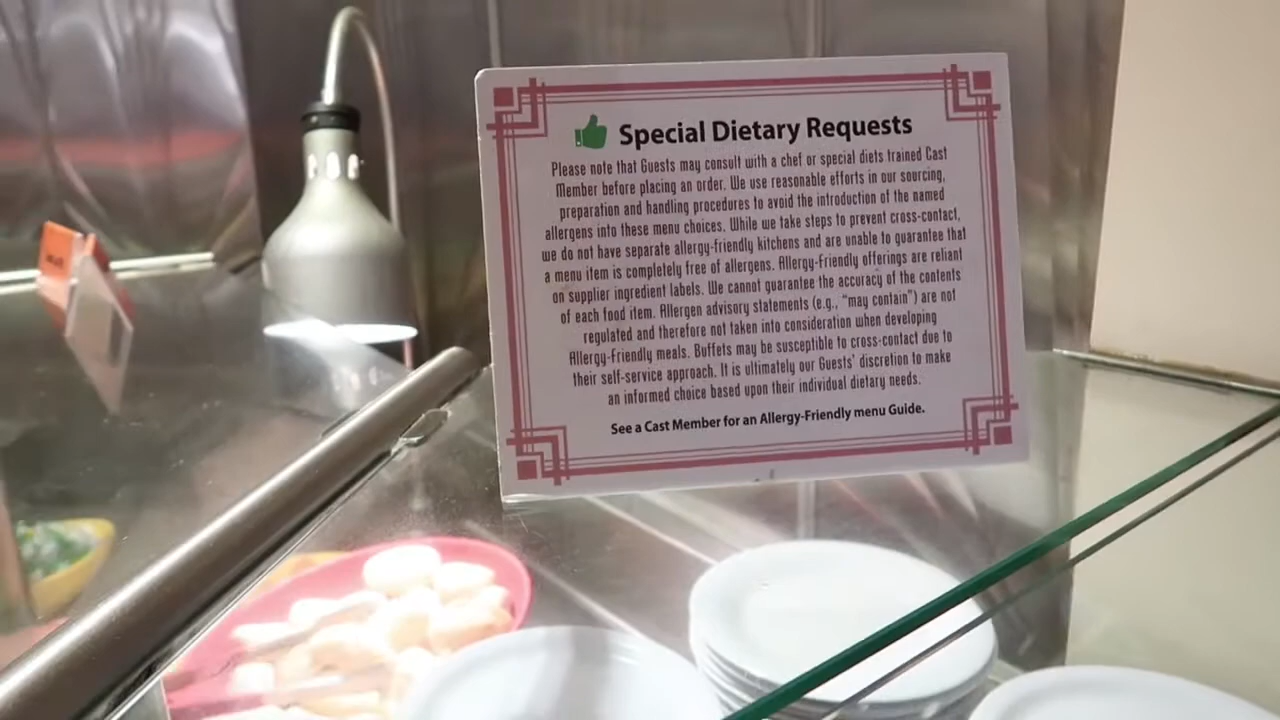 Special Dietary Requests
Please note that Guests may consult with a chef or special diets trained Cast
Member before placing an order. We use reasonable efforts in our sourcing,
preparation and handling procedures to avoid the introduction of the named
allergens into these menu choices. While we take steps to prevent cross-contact,
we do not have separate allergy-friendly kitchens and are unable to guarantee that
a menu item is completely free of allergens. Allergy-friendly offerings are reliant
on supplier ingredient labels. We cannot guarantee the accuracy of the contents
of each food item. Allergen advisory statements (e.g., “may contain”) are not
regulated and therefore not taken into consideration when developing
Allergy-Friendly meals. Buffets may be susceptible to cross-contact due to
their self-service approach. It is ultimately our Guests’ discretion to make
an informed choice based upon their individual dietary needs.
See a Cast Member for an Allergy-Friendly menu Guide.